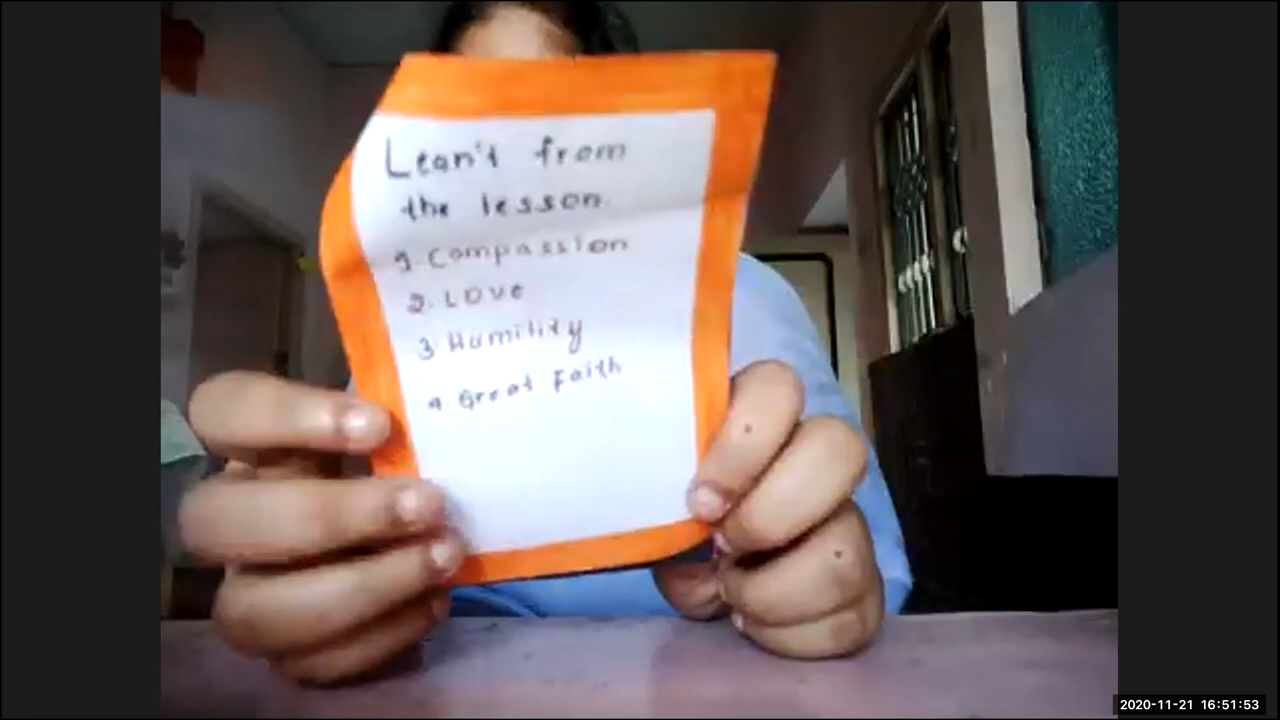 Lean't from
the lesson.
1. Compassion
2. Love
3 Humility
4 Great Faith
2020-11-21 16:51:53